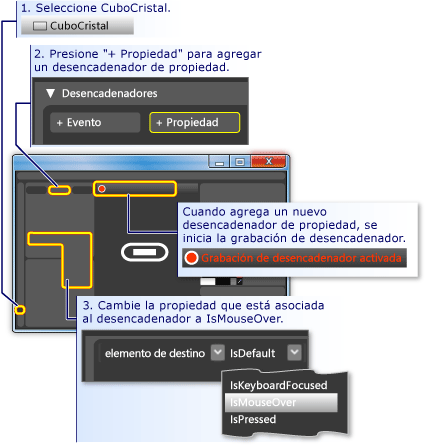 1. Seleccione CuboCristal.
CuboCristal
2. Presione "+ Propiedad" para agregar
un desencadenador de propiedad.
Desencadenadores
+ Evento
+ Propiedad
Cuando agrega un nuevo
desencadenador de propiedad, se
inicia la grabación de desencadenador.
Grabación de desencadenador activada
3. Cambie la propiedad que está asociada
al desencadenador a IsMouseOver.
elemento de destino
IsDefault
IsKeyboardFocused
IsMouseOver
IsPressed